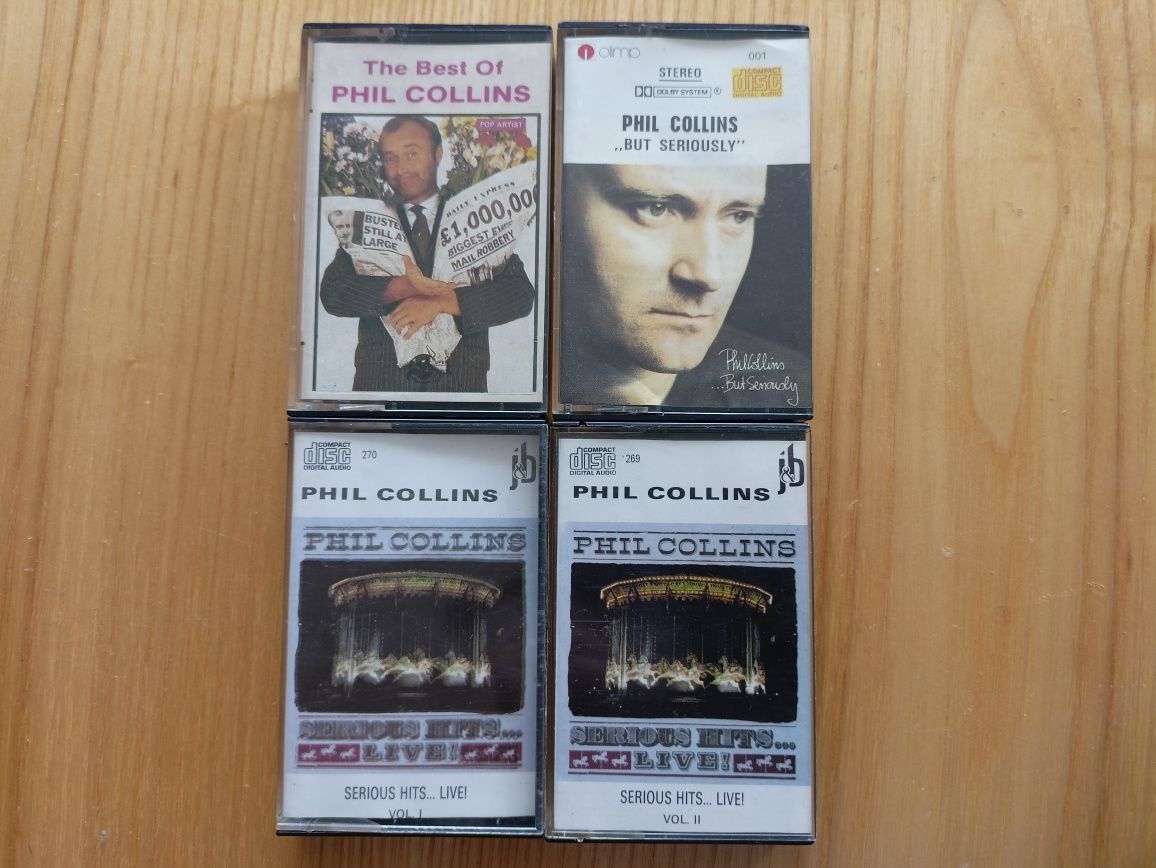 The Best Of
PHIL COLLINS
POP ARTIST
DAILY EXPRESS
£1,000,000
BIGGEST EVER
MAIL ROBBERY
BUSTER
STILL AT
LARGE
olimp
001
STEREO
DOLBY SYSTEM ®
COMPACT
disc
DIGITAL AUDIO
PHIL COLLINS
,,BUT SERIOUSLY''
Phil Collins
...But Seriously
COMPACT
disc
DIGITAL AUDIO
270
j&b
PHIL COLLINS
PHIL COLLINS
SERIOUS HITS...
LIVE!
SERIOUS HITS... LIVE!
VOL. I
COMPACT
disc
DIGITAL AUDIO
269
j&b
PHIL COLLINS
PHIL COLLINS
SERIOUS HITS...
LIVE!
SERIOUS HITS... LIVE!
VOL. II